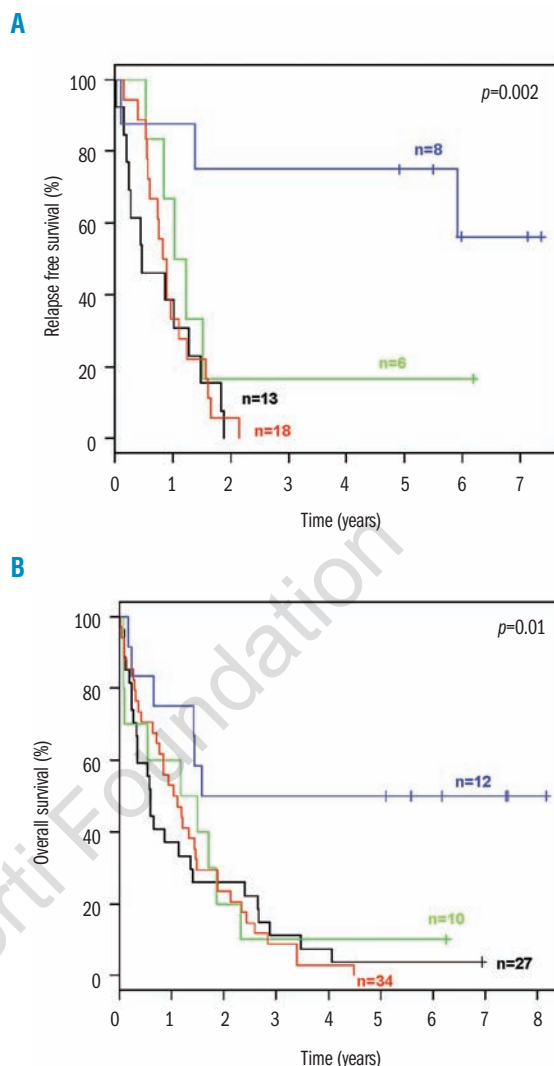 A
p=0.002
100
80
60
40
20
0
Relapse free survival (%)
n=8
n=6
n=13
n=18
0 1 2 3 4 5 6 7
Time (years)
B
p=0.01
100
80
60
40
20
0
Overall survival (%)
n=12
n=10
n=27
n=34
0 1 2 3 4 5 6 7 8
Time (years)
orti Foundation